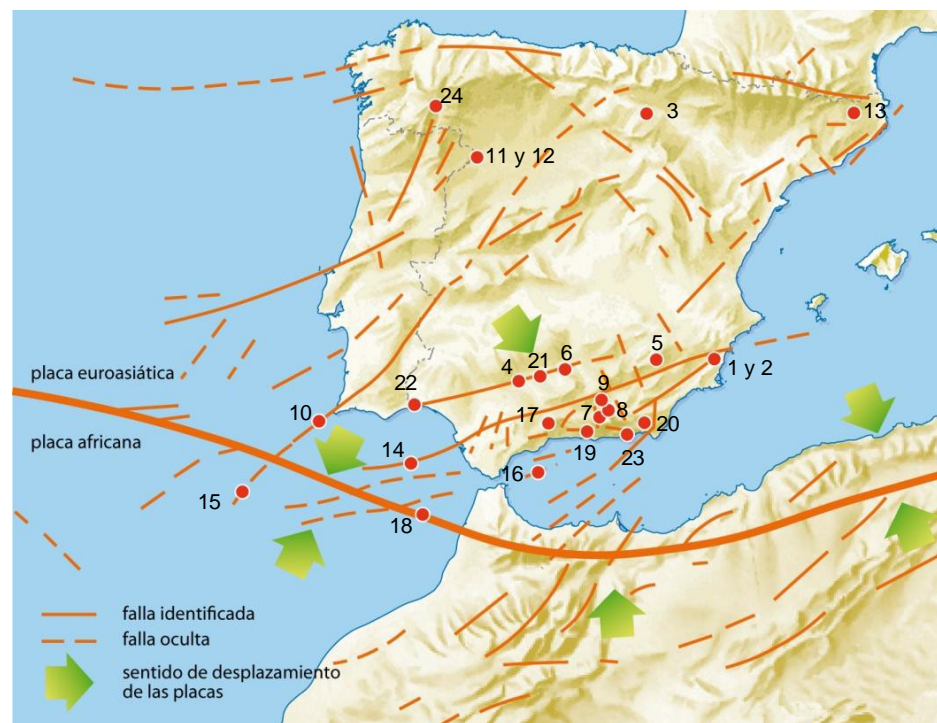 24
3
13
11 y 12
5
6
21
4
1 y 2
placa euroasiática
22
9
10
8
7
17
20
placa africana
19
23
14
16
15
18
falla identificada
falla oculta
sentido de desplazamiento
de las placas